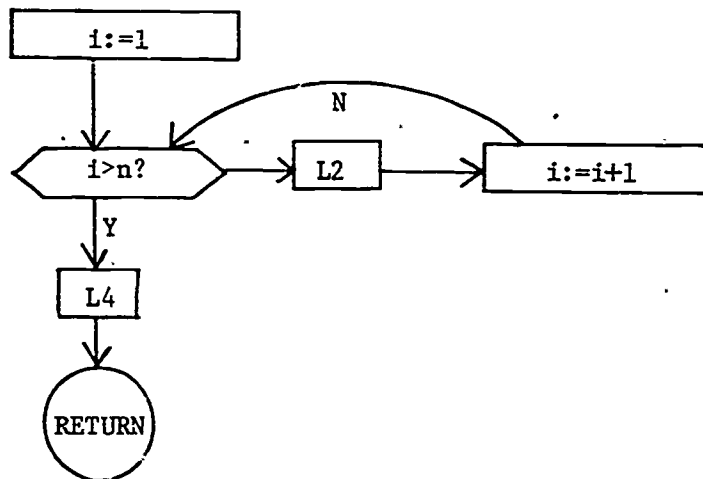 i:=1
N
i>n?
L2
i:=i+1
Y
L4
RETURN